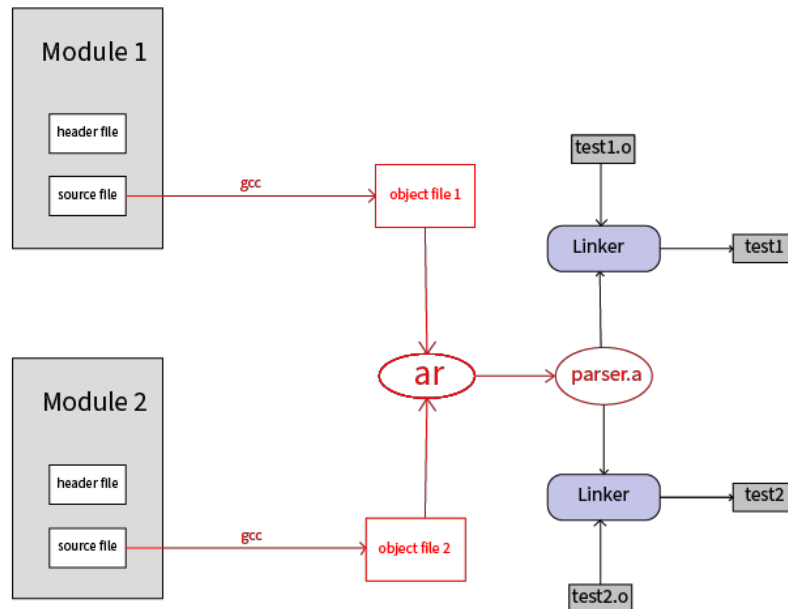 Module 1
header file
source file
gcc
object file 1
test1.o
Linker
test1
ar
parser.a
Module 2
header file
source file
gcc
object file 2
Linker
test2
test2.o